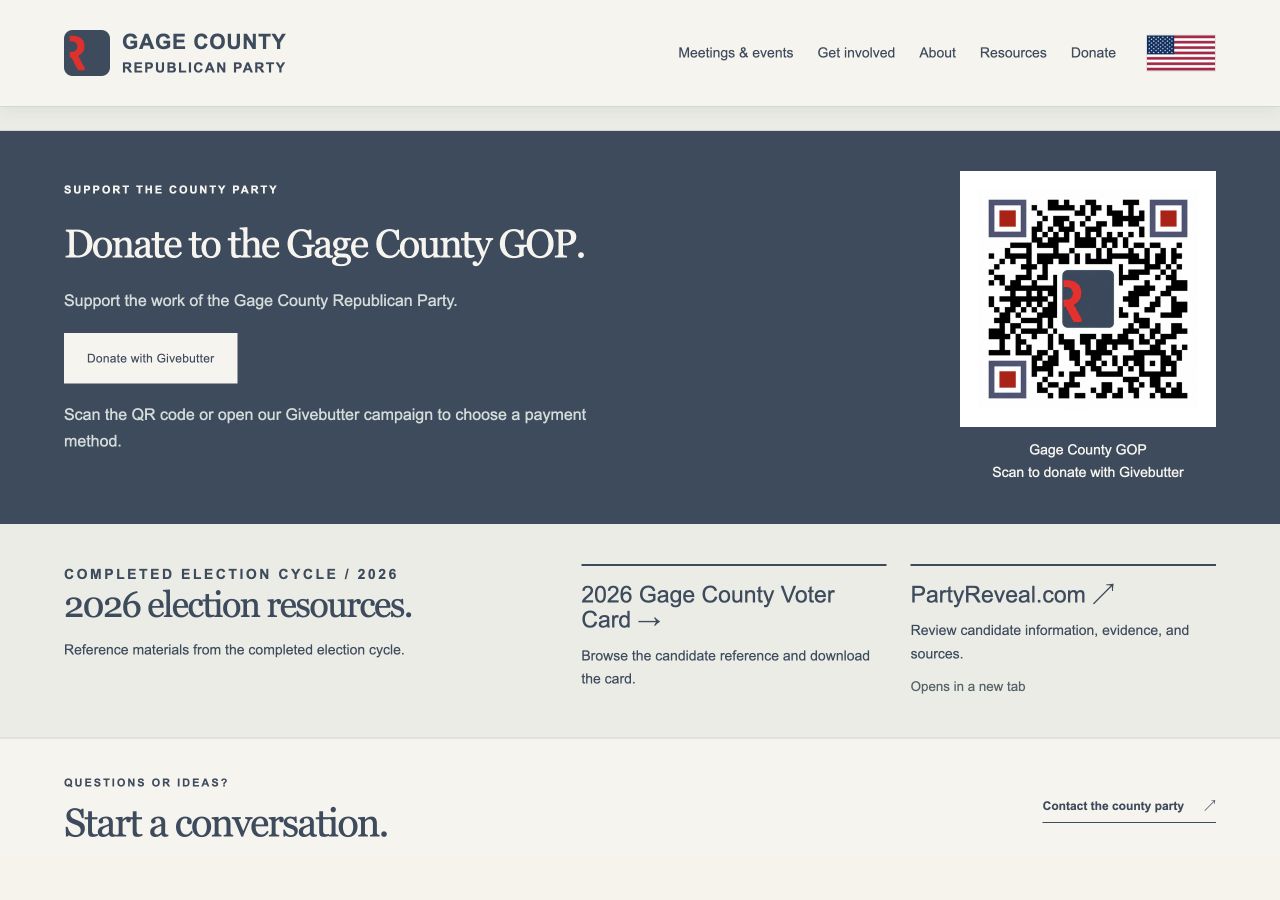 GAGE COUNTY
REPUBLICAN PARTY
Meetings & events
Get involved
About
Resources
Donate
SUPPORT THE COUNTY PARTY
Donate to the Gage County GOP.
Support the work of the Gage County Republican Party.
Donate with Givebutter
Scan the QR code or open our Givebutter campaign to choose a payment
method.
Gage County GOP
Scan to donate with Givebutter
COMPLETED ELECTION CYCLE / 2026
2026 election resources.
Reference materials from the completed election cycle.
2026 Gage County Voter
Card →
Browse the candidate reference and download
the card.
PartyReveal.com ↗
Review candidate information, evidence, and
sources.
Opens in a new tab
QUESTIONS OR IDEAS?
Start a conversation.
Contact the county party ↗